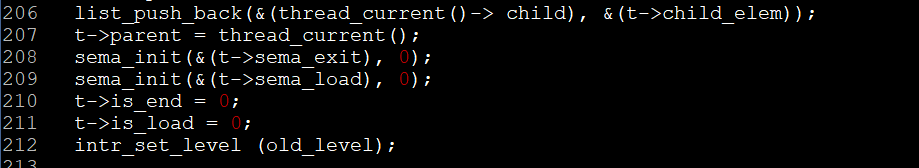 206   list_push_back(&(thread_current()-> child), &(t->child_elem));
207   t->parent = thread_current();
208   sema_init(&(t->sema_exit), 0);
209   sema_init(&(t->sema_load), 0);
210   t->is_end = 0;
211   t->is_load = 0;
212   intr_set_level (old_level);
213